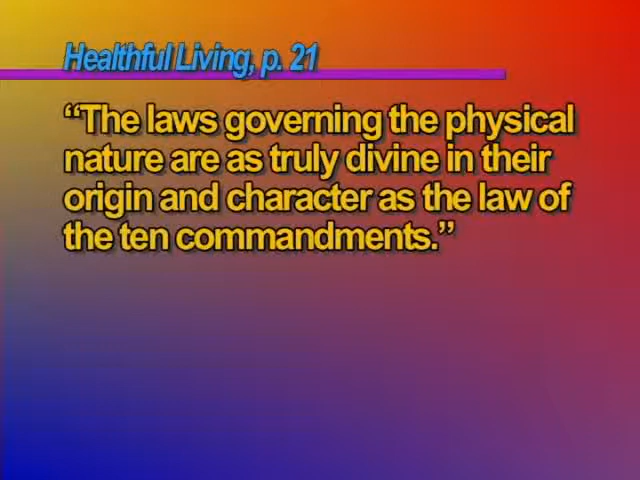 Healthful Living, p. 21
“The laws governing the physical
nature are as truly divine in their
origin and character as the law of
the ten commandments.”